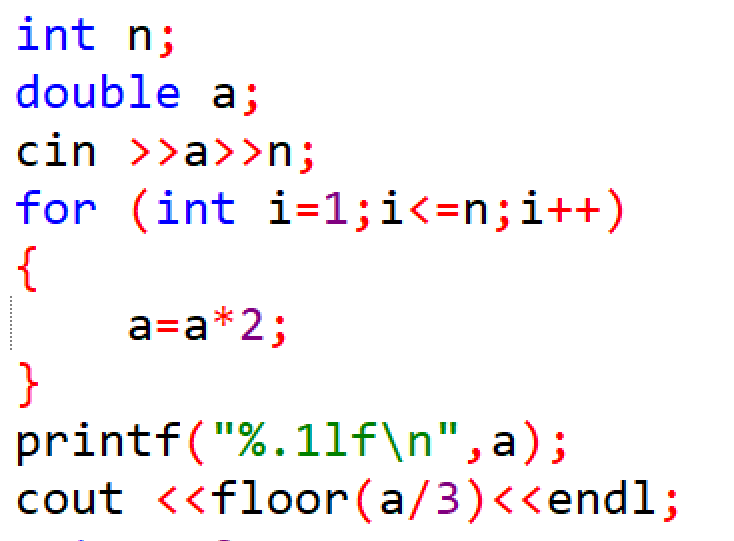 int n;
double a;
cin >>a>>n;
for (int i=1;i<=n;i++)
{
    a=a*2;
}
printf("%.1lf\n",a);
cout <<floor(a/3)<<endl;